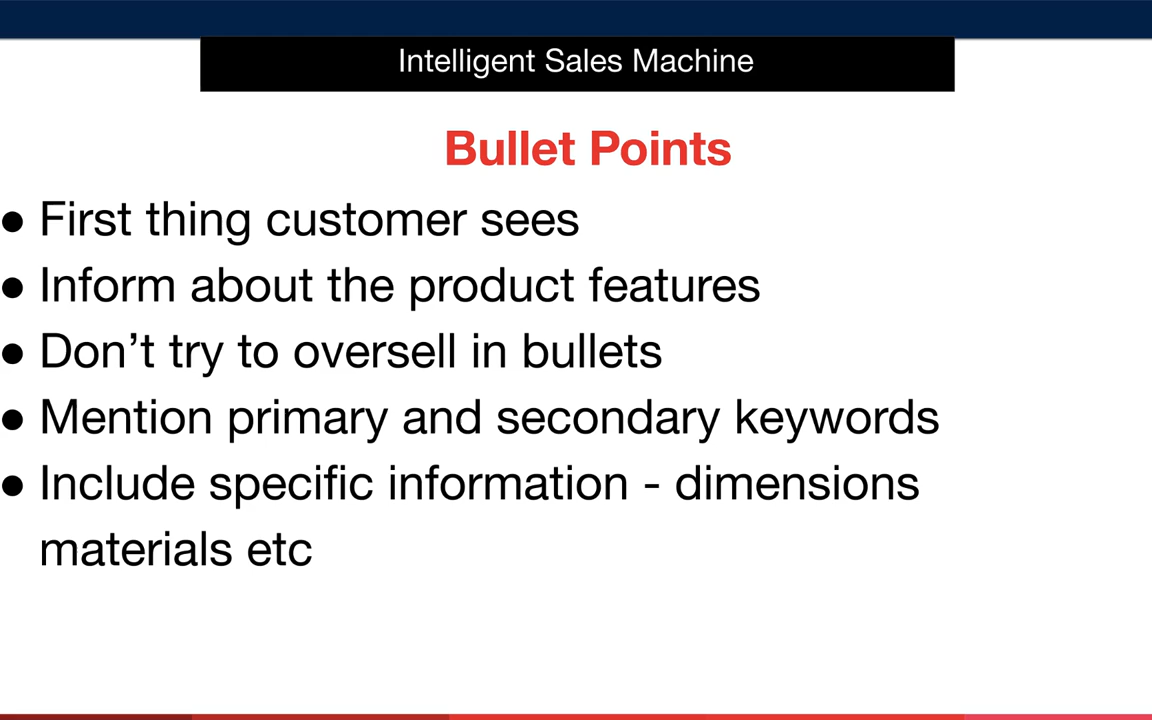 Intelligent Sales Machine
Bullet Points
● First thing customer sees
● Inform about the product features
● Don’t try to oversell in bullets
● Mention primary and secondary keywords
● Include specific information - dimensions
materials etc